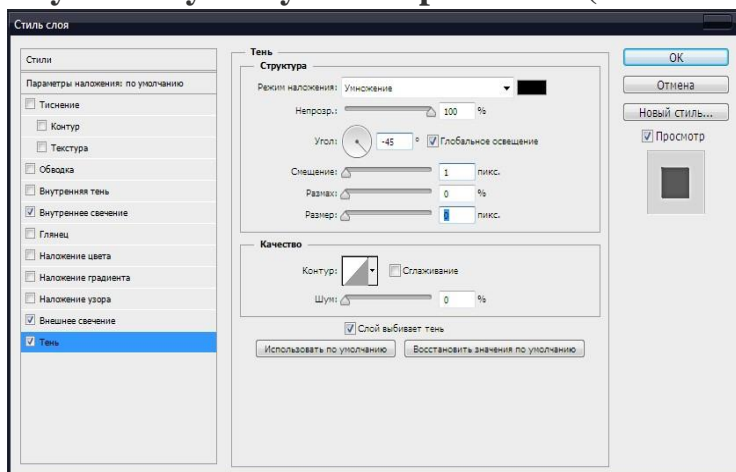 Стиль слоя
Стили
Параметры наложения: по умолчанию
Тиснение
Контур
Текстура
Обводка
Внутренняя тень
Внутреннее свечение
Глянец
Наложение цвета
Наложение градиента
Наложение узора
Внешнее свечение
Тень
Тень
Структура
Режим наложения: Умножение
Непрозр.: 100 %
Угол: -45 ° Глобальное освещение
Смещение: 1 пикс.
Размах: 0 %
Размер: 0 пикс.
Качество
Контур: Сглаживание
Шум: 0 %
Слой выбивает тень
Использовать по умолчанию Восстановить значения по умолчанию
OK
Отмена
Новый стиль...
Просмотр